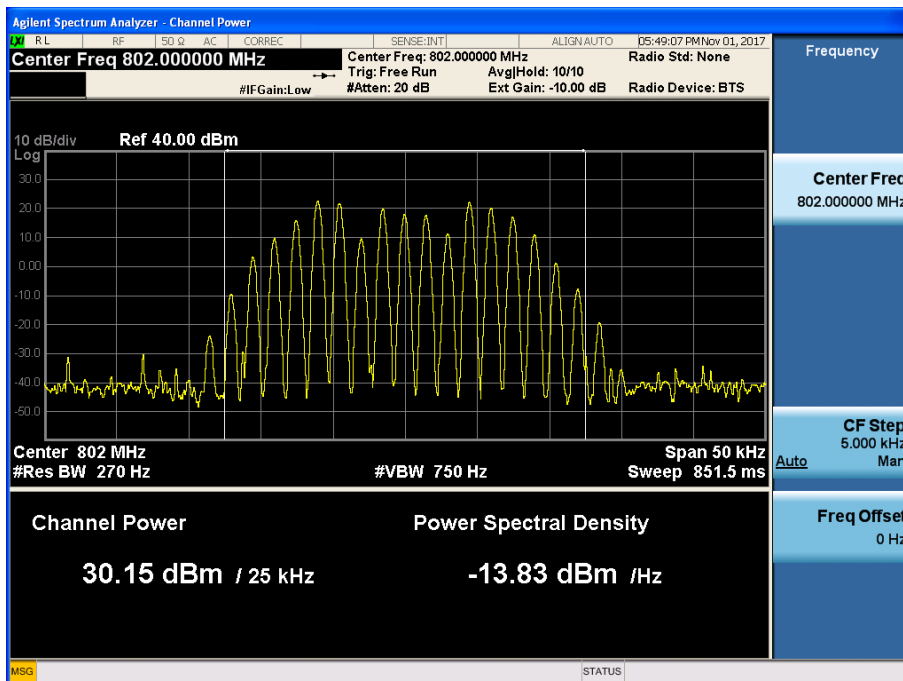 Agilent Spectrum Analyzer - Channel Power
LXI RL RF 50 Ω AC CORREC SENSE:INT ALIGN AUTO 05:49:07 PM Nov 01, 2017
Center Freq 802.000000 MHz
Center Freq: 802.000000 MHz Radio Std: None
Trig: Free Run Avg|Hold: 10/10
#IFGain:Low #Atten: 20 dB Ext Gain: -10.00 dB Radio Device: BTS
10 dB/div Ref 40.00 dBm
Log
30.0
20.0
10.0
0.00
-10.0
-20.0
-30.0
-40.0
-50.0
Center 802 MHz Span 50 kHz
#Res BW 270 Hz #VBW 750 Hz Sweep 851.5 ms
Channel Power Power Spectral Density
30.15 dBm / 25 kHz -13.83 dBm /Hz
Frequency
Center Freq
802.000000 MHz
CF Step
5.000 kHz
Auto Man
Freq Offset
0 Hz
MSG STATUS